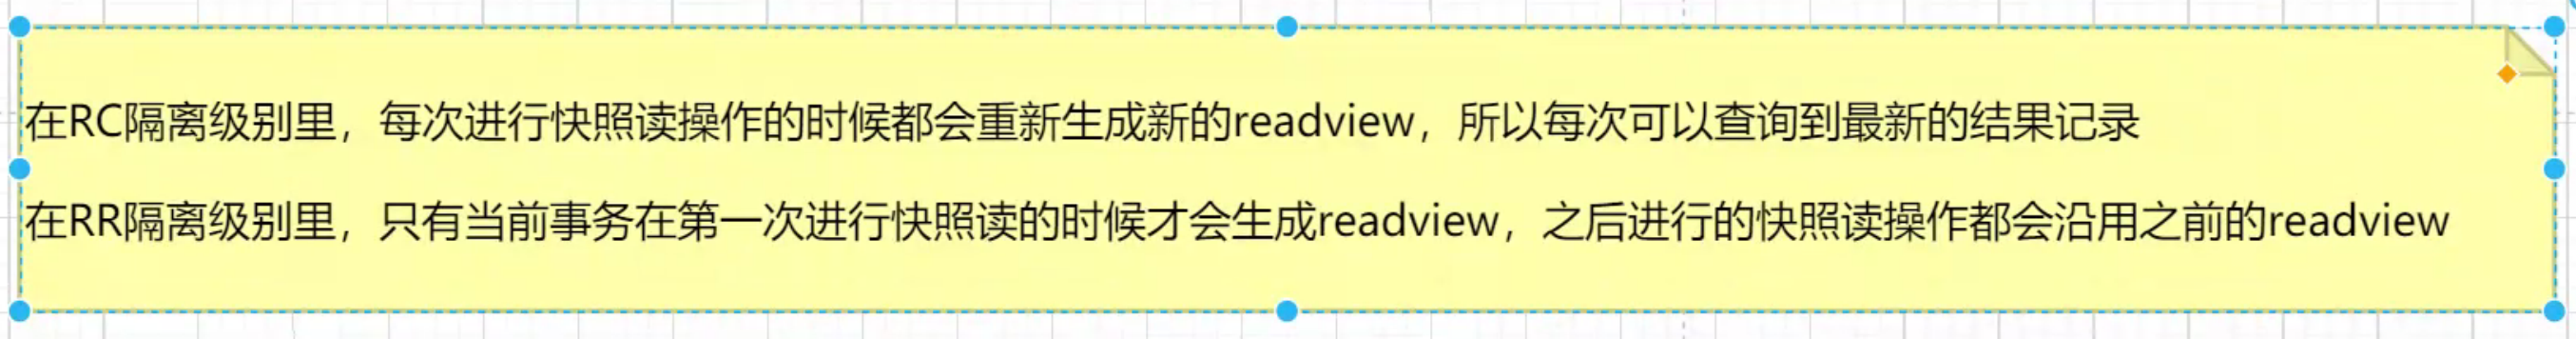 在RC隔离级别里，每次进行快照读操作的时候都会重新生成新的readview，所以每次可以查询到最新的结果记录
在RR隔离级别里，只有当前事务在第一次进行快照读的时候才会生成readview，之后进行的快照读操作都会沿用之前的readview